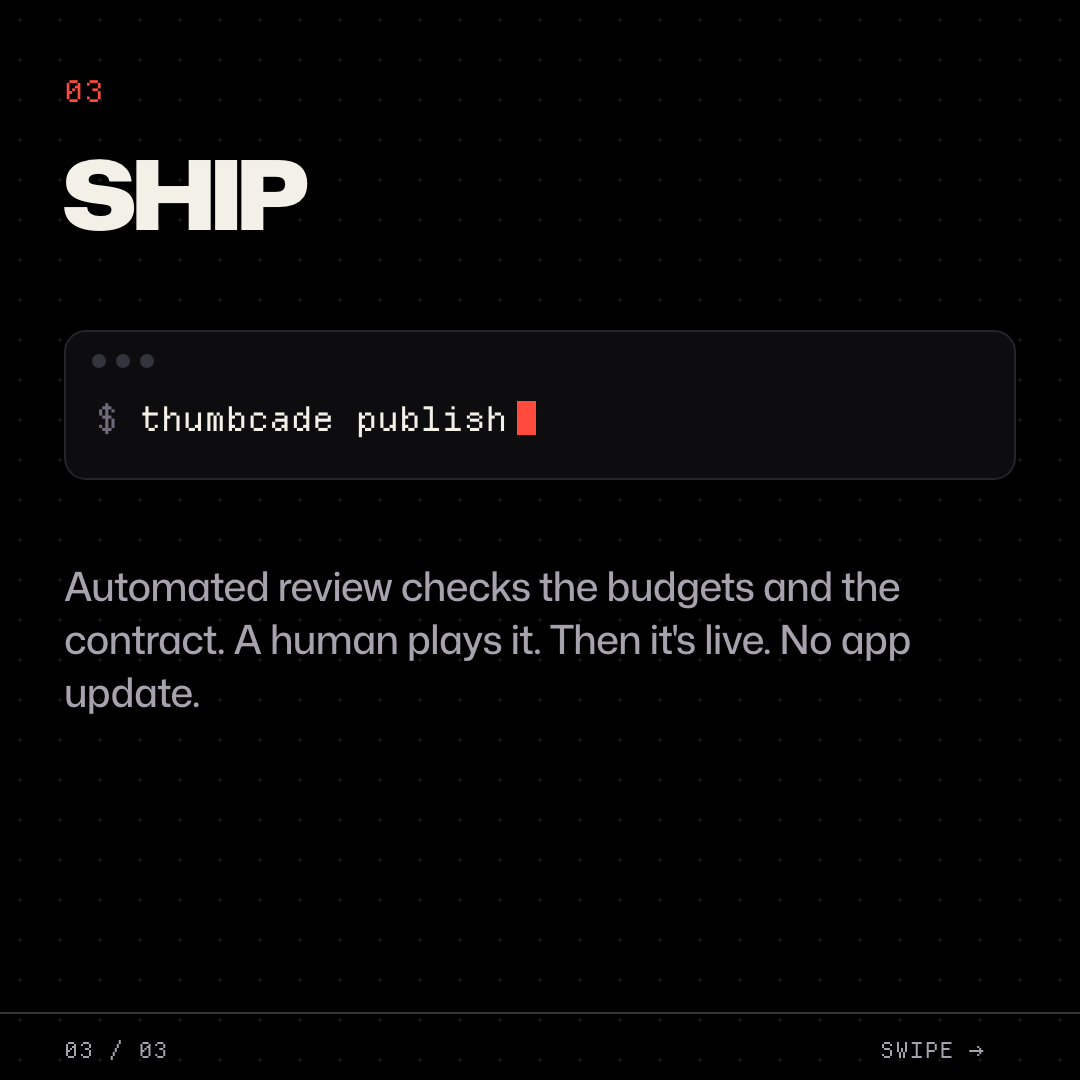 03
SHIP
$ thumbcade publish
Automated review checks the budgets and the
contract. A human plays it. Then it's live. No app
update.
03 / 03
SWIPE →